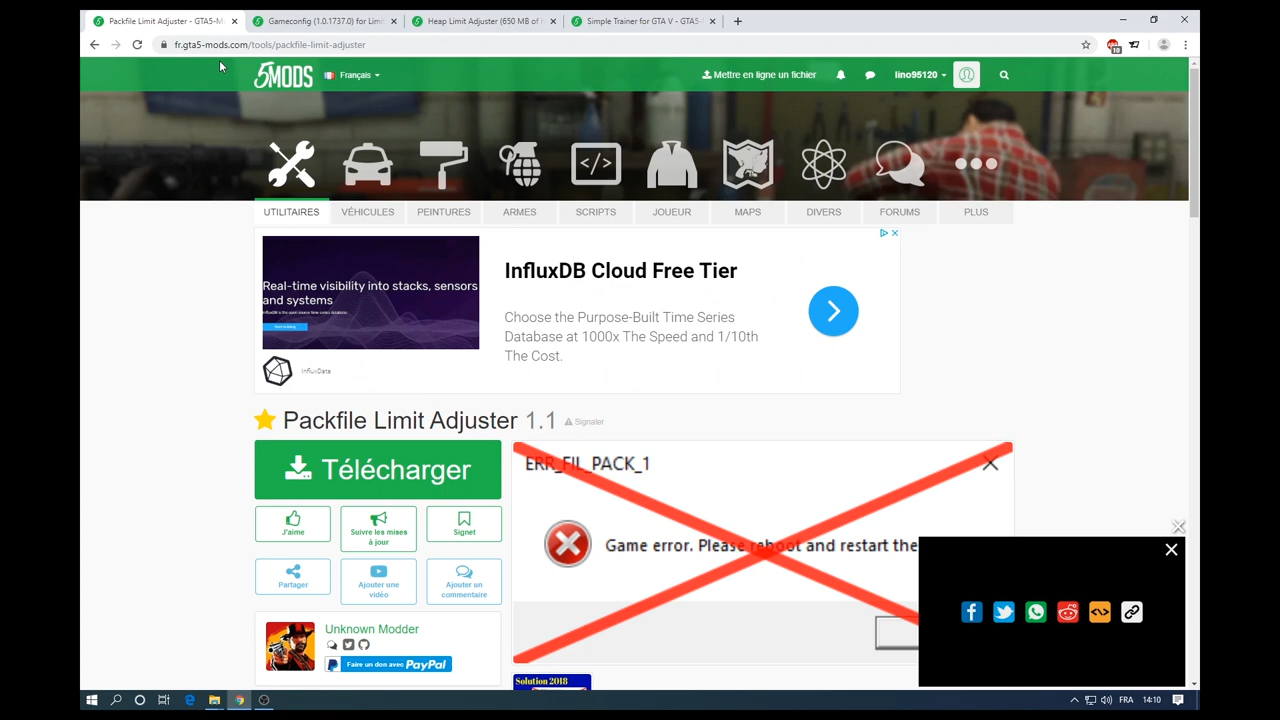 Packfile Limit Adjuster - GTA5-M
Gameconfig (1.0.1737.0) for Limi
Heap Limit Adjuster (650 MB of h
Simple Trainer for GTA V - GTA5-
fr.gta5-mods.com/tools/packfile-limit-adjuster
10
5MODS
Français
Mettre en ligne un fichier
lino95120
UTILITAIRES
VÉHICULES
PEINTURES
ARMES
SCRIPTS
JOUEUR
MAPS
DIVERS
FORUMS
PLUS
Real-time visibility into stacks, sensors
and systems
InfluxData
InfluxDB Cloud Free Tier
Choose the Purpose-Built Time Series
Database at 1000x The Speed and 1/10th
The Cost.
Packfile Limit Adjuster 1.1
Signaler
Télécharger
J'aime
Suivre les mises
à jour
Signet
Partager
Ajouter une
vidéo
Ajouter un
commentaire
Unknown Modder
Faire un don avec PayPal
ERR_FIL_PACK_1
Game error. Please reboot and restart the
Solution 2018
FRA
14:10